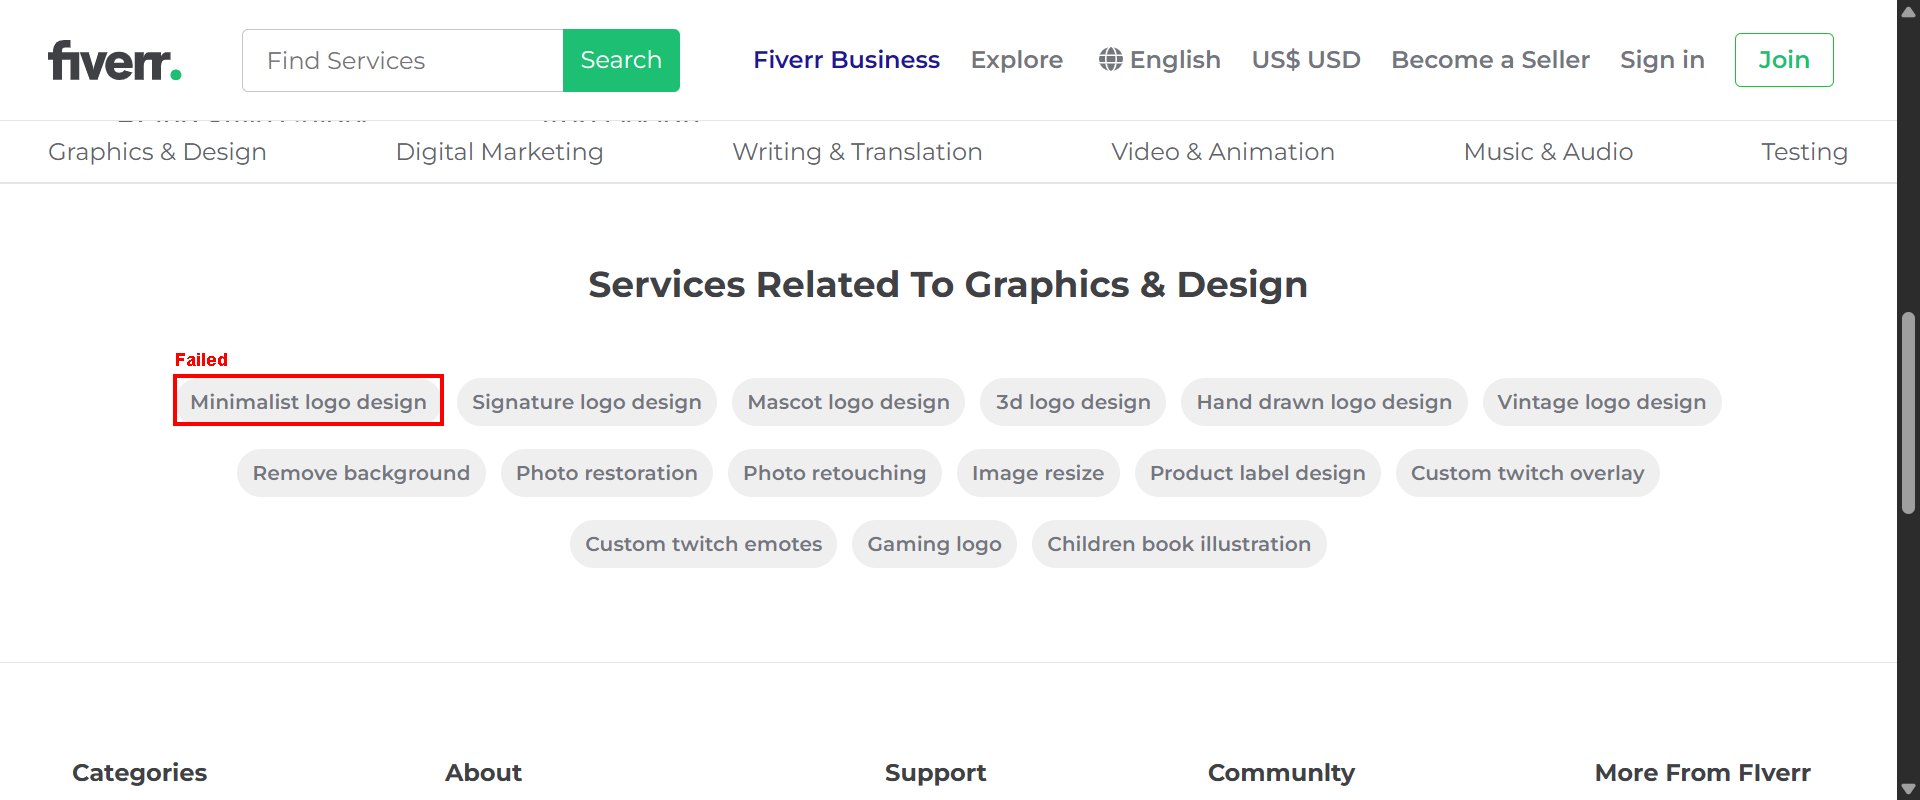 fiverr.
Find Services
Search
Fiverr Business
Explore
English
US$ USD
Become a Seller
Sign in
Join
Graphics & Design
Digital Marketing
Writing & Translation
Video & Animation
Music & Audio
Testing
Services Related To Graphics & Design
Failed
Minimalist logo design
Signature logo design
Mascot logo design
3d logo design
Hand drawn logo design
Vintage logo design
Remove background
Photo restoration
Photo retouching
Image resize
Product label design
Custom twitch overlay
Custom twitch emotes
Gaming logo
Children book illustration
Categories
About
Support
CommunIty
More From FIverr